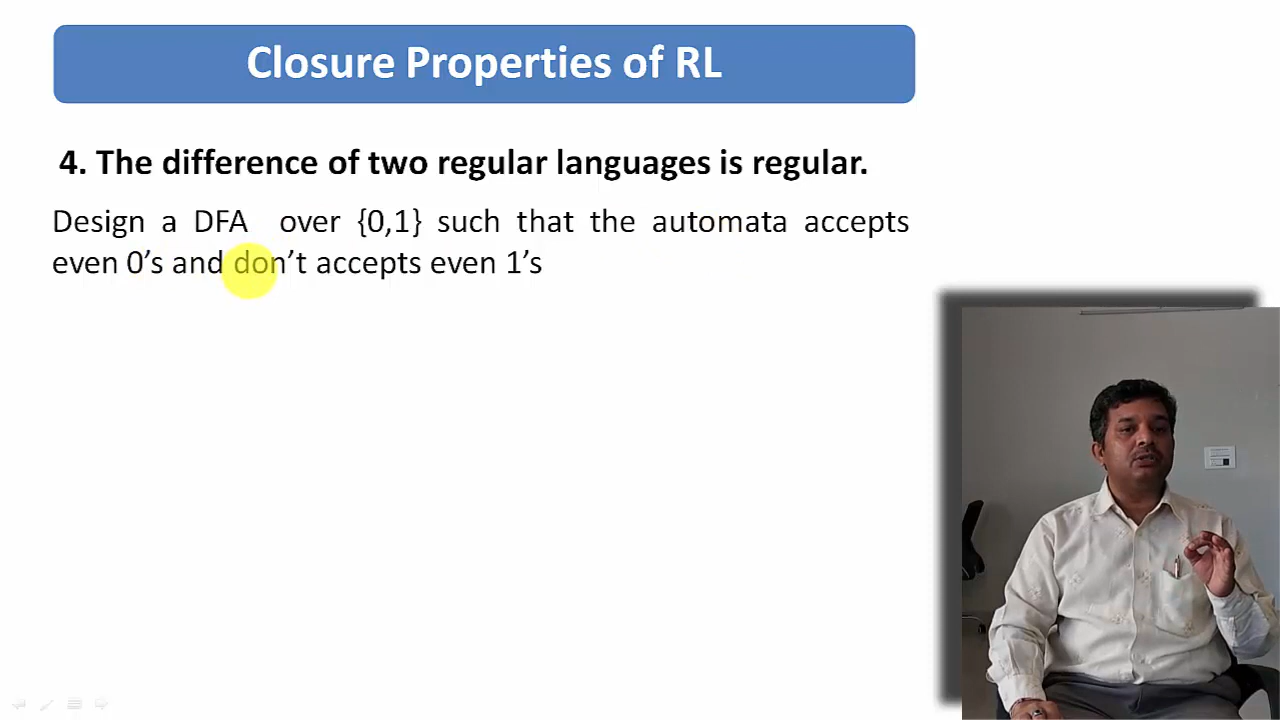 Closure Properties of RL
4. The difference of two regular languages is regular.
Design a DFA over {0,1} such that the automata accepts
even 0’s and don’t accepts even 1’s